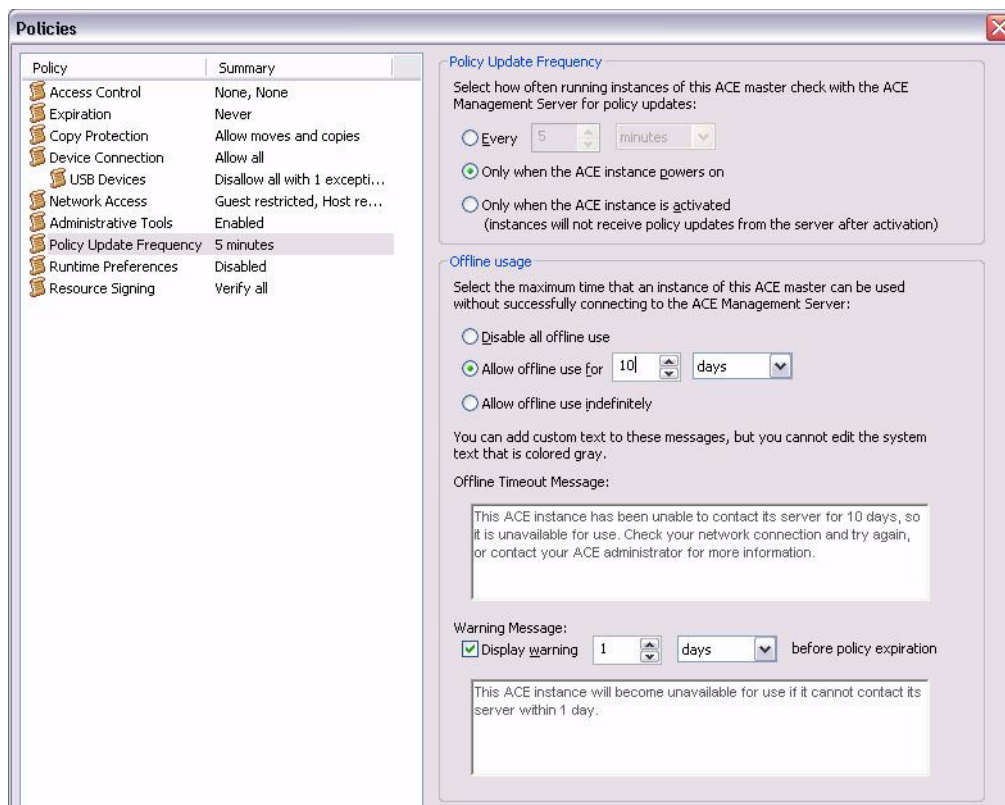 Policies
Policy Summary
Access Control None, None
Expiration Never
Copy Protection Allow moves and copies
Device Connection Allow all
USB Devices Disallow all with 1 excepti...
Network Access Guest restricted, Host re...
Administrative Tools Enabled
Policy Update Frequency 5 minutes
Runtime Preferences Disabled
Resource Signing Verify all
Policy Update Frequency
Select how often running instances of this ACE master check with the ACE
Management Server for policy updates:
Every 5 minutes
Only when the ACE instance powers on
Only when the ACE instance is activated
(instances will not receive policy updates from the server after activation)
Offline usage
Select the maximum time that an instance of this ACE master can be used
without successfully connecting to the ACE Management Server:
Disable all offline use
Allow offline use for 10 days
Allow offline use indefinitely
You can add custom text to these messages, but you cannot edit the system
text that is colored gray.
Offline Timeout Message:
This ACE instance has been unable to contact its server for 10 days, so
it is unavailable for use. Check your network connection and try again,
or contact your ACE administrator for more information.
Warning Message:
Display warning 1 days before policy expiration
This ACE instance will become unavailable for use if it cannot contact its
server within 1 day.